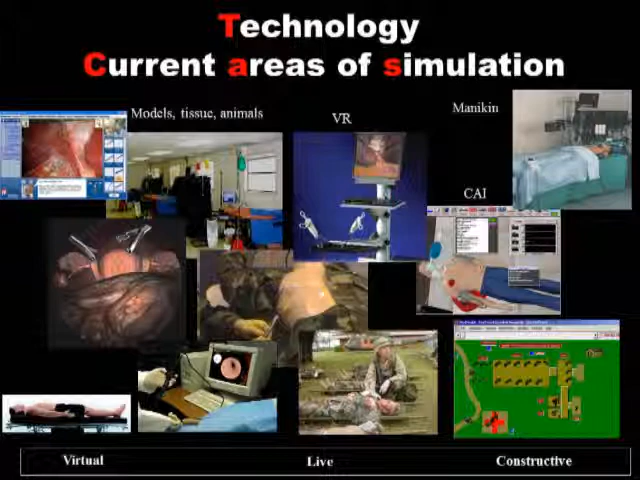 Technology
Current areas of simulation
Models, tissue, animals
VR
Manikin
CAI
Virtual
Live
Constructive